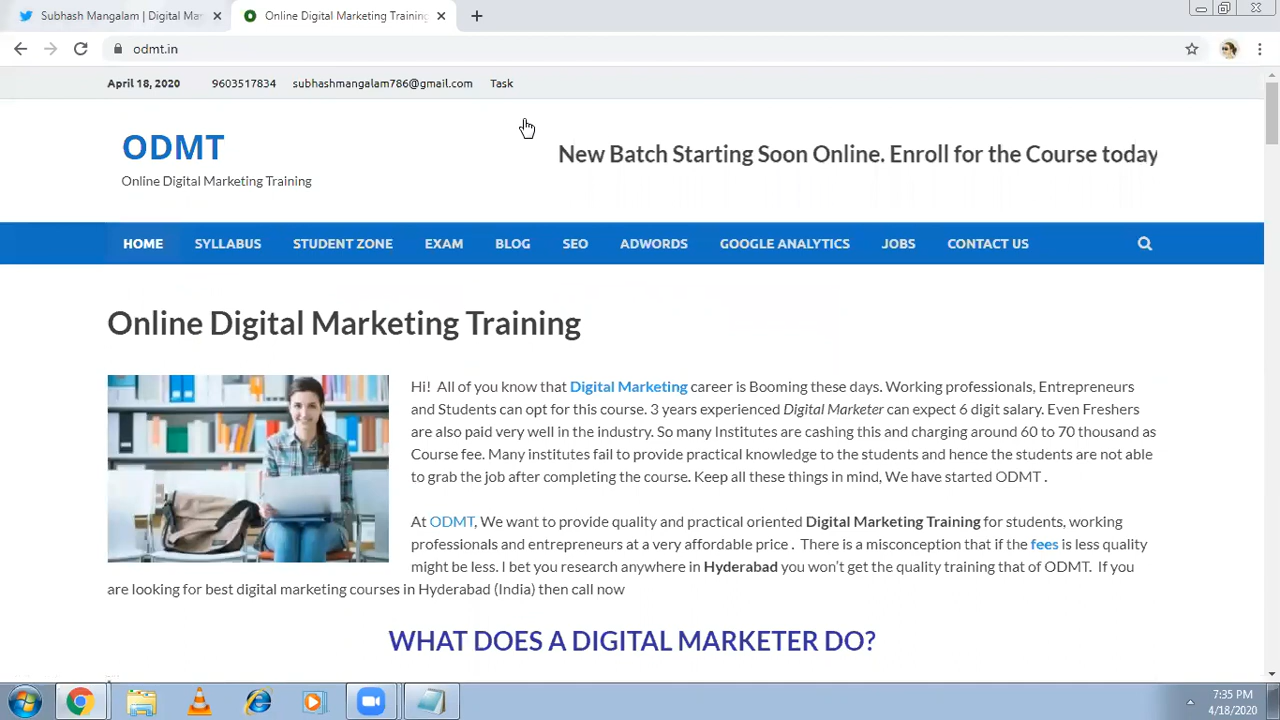 Subhash Mangalam | Digital Ma
Online Digital Marketing Training
odmt.in
April 18, 2020 9603517834 subhashmangalam786@gmail.com Task
ODMT
Online Digital Marketing Training
New Batch Starting Soon Online. Enroll for the Course today
HOME SYLLABUS STUDENT ZONE EXAM BLOG SEO ADWORDS GOOGLE ANALYTICS JOBS CONTACT US
Online Digital Marketing Training
Hi! All of you know that Digital Marketing career is Booming these days. Working professionals, Entrepreneurs
and Students can opt for this course. 3 years experienced Digital Marketer can expect 6 digit salary. Even Freshers
are also paid very well in the industry. So many Institutes are cashing this and charging around 60 to 70 thousand as
Course fee. Many institutes fail to provide practical knowledge to the students and hence the students are not able
to grab the job after completing the course. Keep all these things in mind, We have started ODMT .
At ODMT, We want to provide quality and practical oriented Digital Marketing Training for students, working
professionals and entrepreneurs at a very affordable price . There is a misconception that if the fees is less quality
might be less. I bet you research anywhere in Hyderabad you won't get the quality training that of ODMT. If you
are looking for best digital marketing courses in Hyderabad (India) then call now
WHAT DOES A DIGITAL MARKETER DO?
7:35 PM
4/18/2020